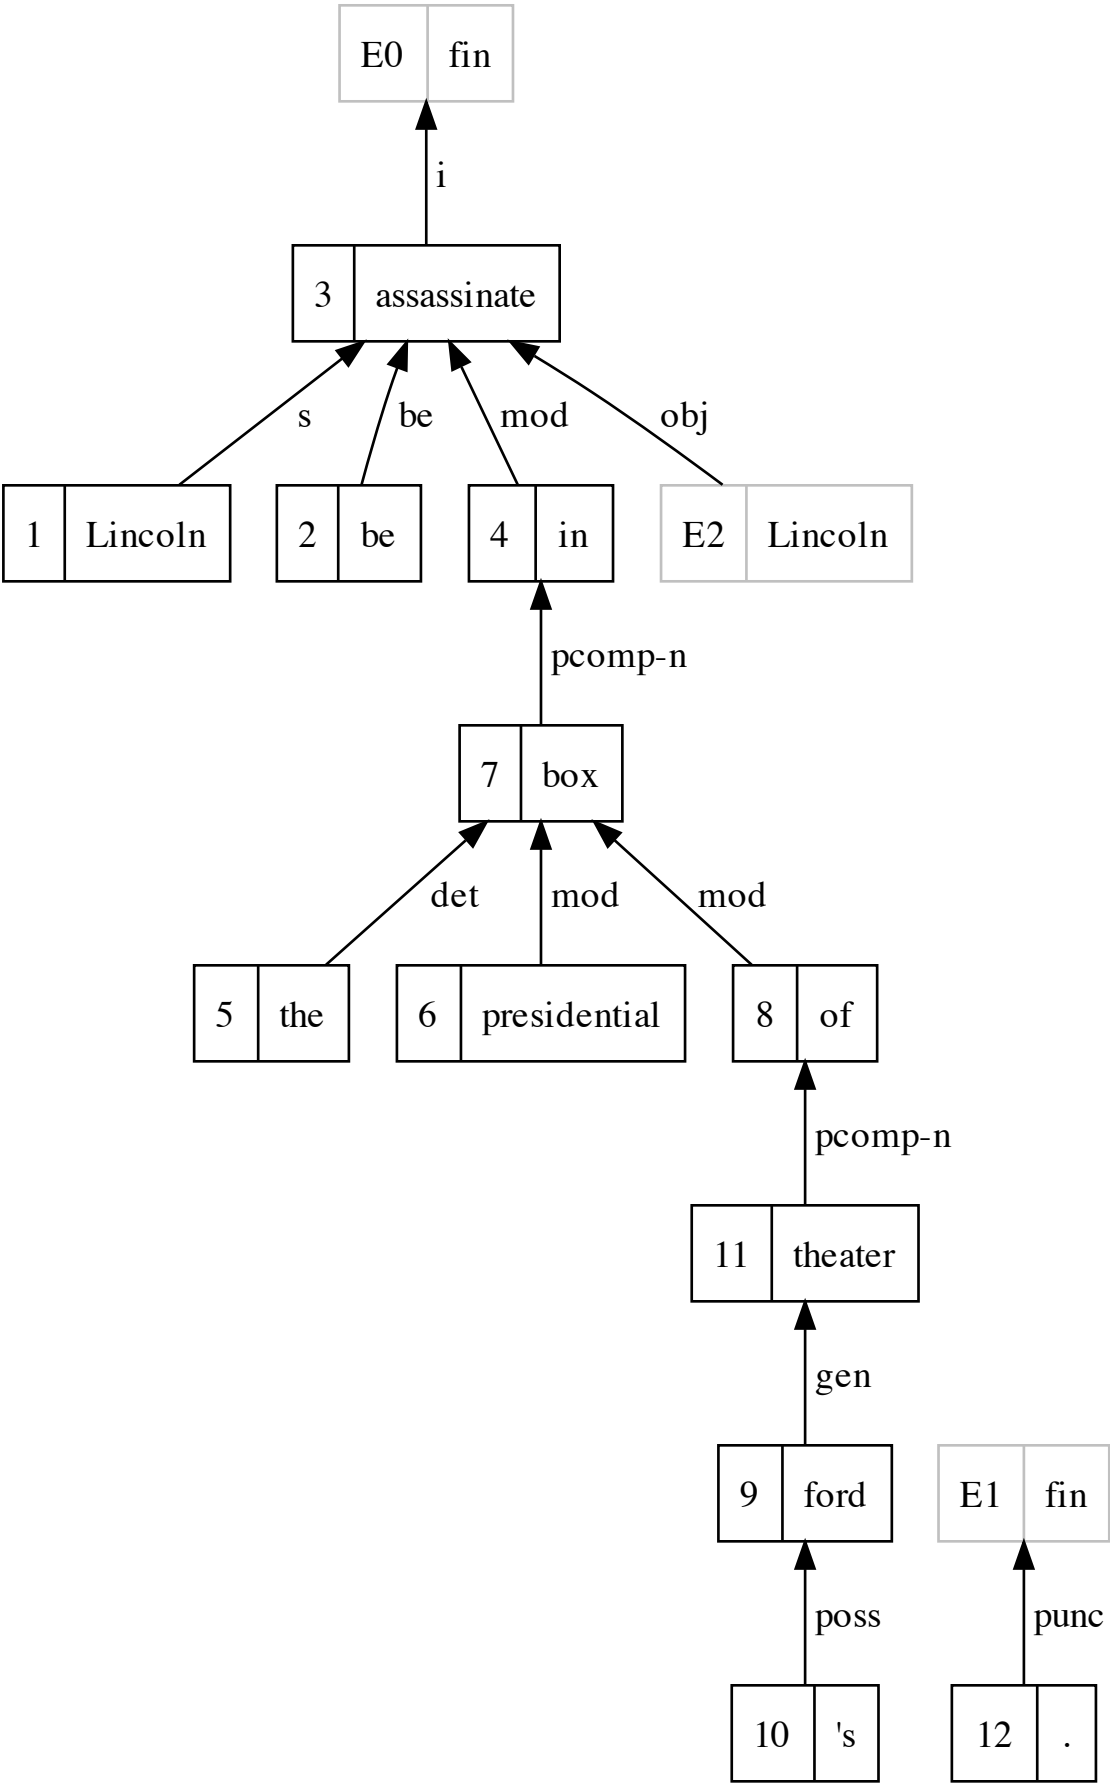 E0 fin
i
3 assassinate
s be mod obj
1 Lincoln 2 be 4 in E2 Lincoln
pcomp-n
7 box
det mod mod
5 the 6 presidential 8 of
pcomp-n
11 theater
gen
9 ford E1 fin
poss punc
10 's 12 .